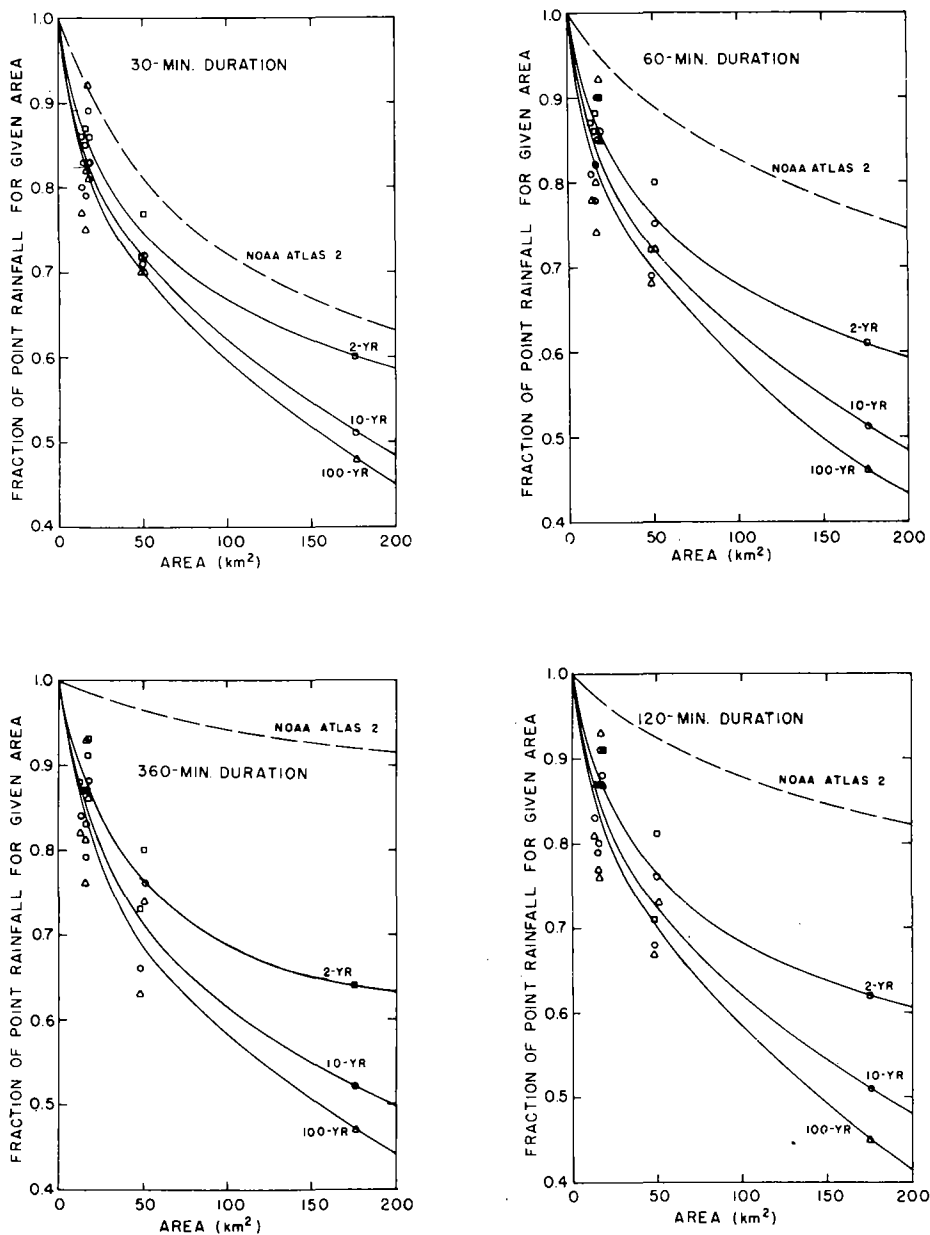 FRACTION OF POINT RAINFALL FOR GIVEN AREA
1.0
0.9
0.8
0.7
0.6
0.5
0.4
30-MIN. DURATION
NOAA ATLAS 2
2-YR
10-YR
100-YR
0 50 100 150 200
AREA (km²)
FRACTION OF POINT RAINFALL FOR GIVEN AREA
1.0
0.9
0.8
0.7
0.6
0.5
0.4
60-MIN. DURATION
NOAA ATLAS 2
2-YR
10-YR
100-YR
0 50 100 150 200
AREA (km²)
FRACTION OF POINT RAINFALL FOR GIVEN AREA
1.0
0.9
0.8
0.7
0.6
0.5
0.4
NOAA ATLAS 2
360-MIN. DURATION
2-YR
10-YR
100-YR
0 50 100 150 200
AREA (km²)
FRACTION OF POINT RAINFALL FOR GIVEN AREA
1.0
0.9
0.8
0.7
0.6
0.5
0.4
120-MIN. DURATION
NOAA ATLAS 2
2-YR
10-YR
100-YR
0 50 100 150 200
AREA (km²)